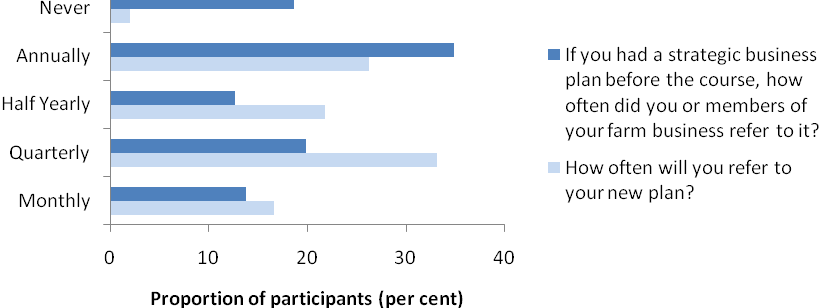 Never
Annually
Half Yearly
Quarterly
Monthly
0 10 20 30 40
Proportion of participants (per cent)
If you had a strategic business
plan before the course, how
often did you or members of
your farm business refer to it?
How often will you refer to
your new plan?